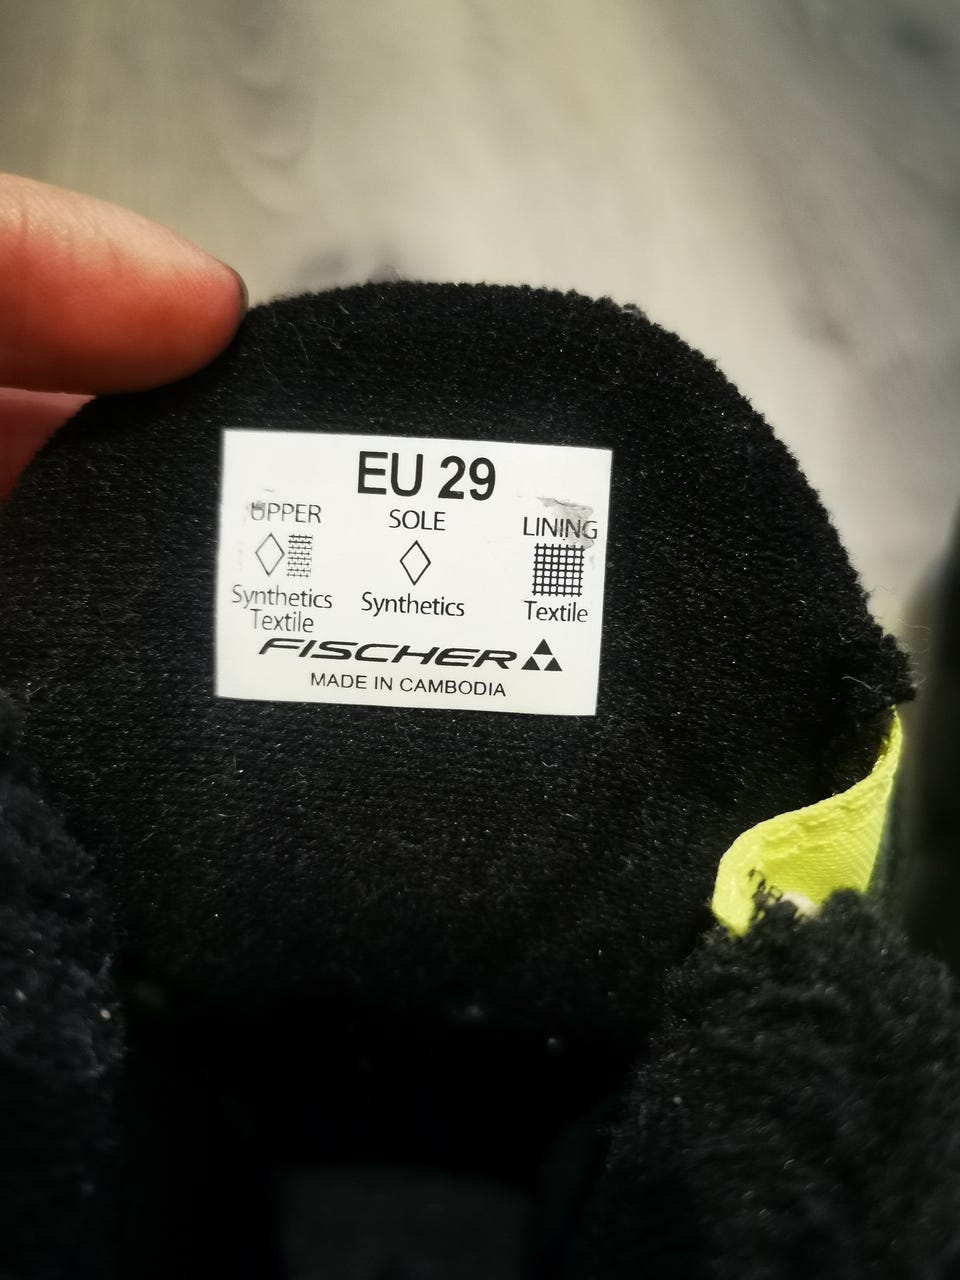 EU 29
UPPER SOLE LINING
Synthetics Synthetics Textile
Textile
FISCHER
MADE IN CAMBODIA